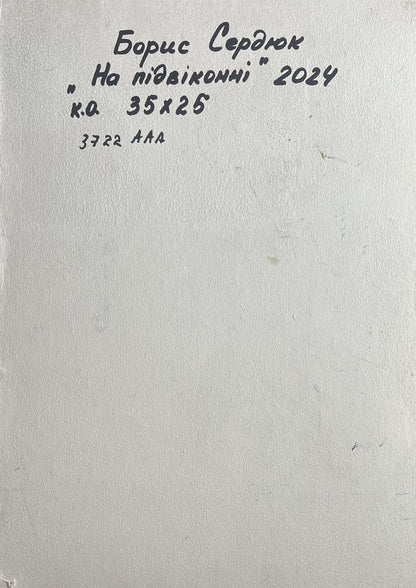 Борис Сердюк
„На підвіконні" 2024
к.о. 35х25
3722 ААА